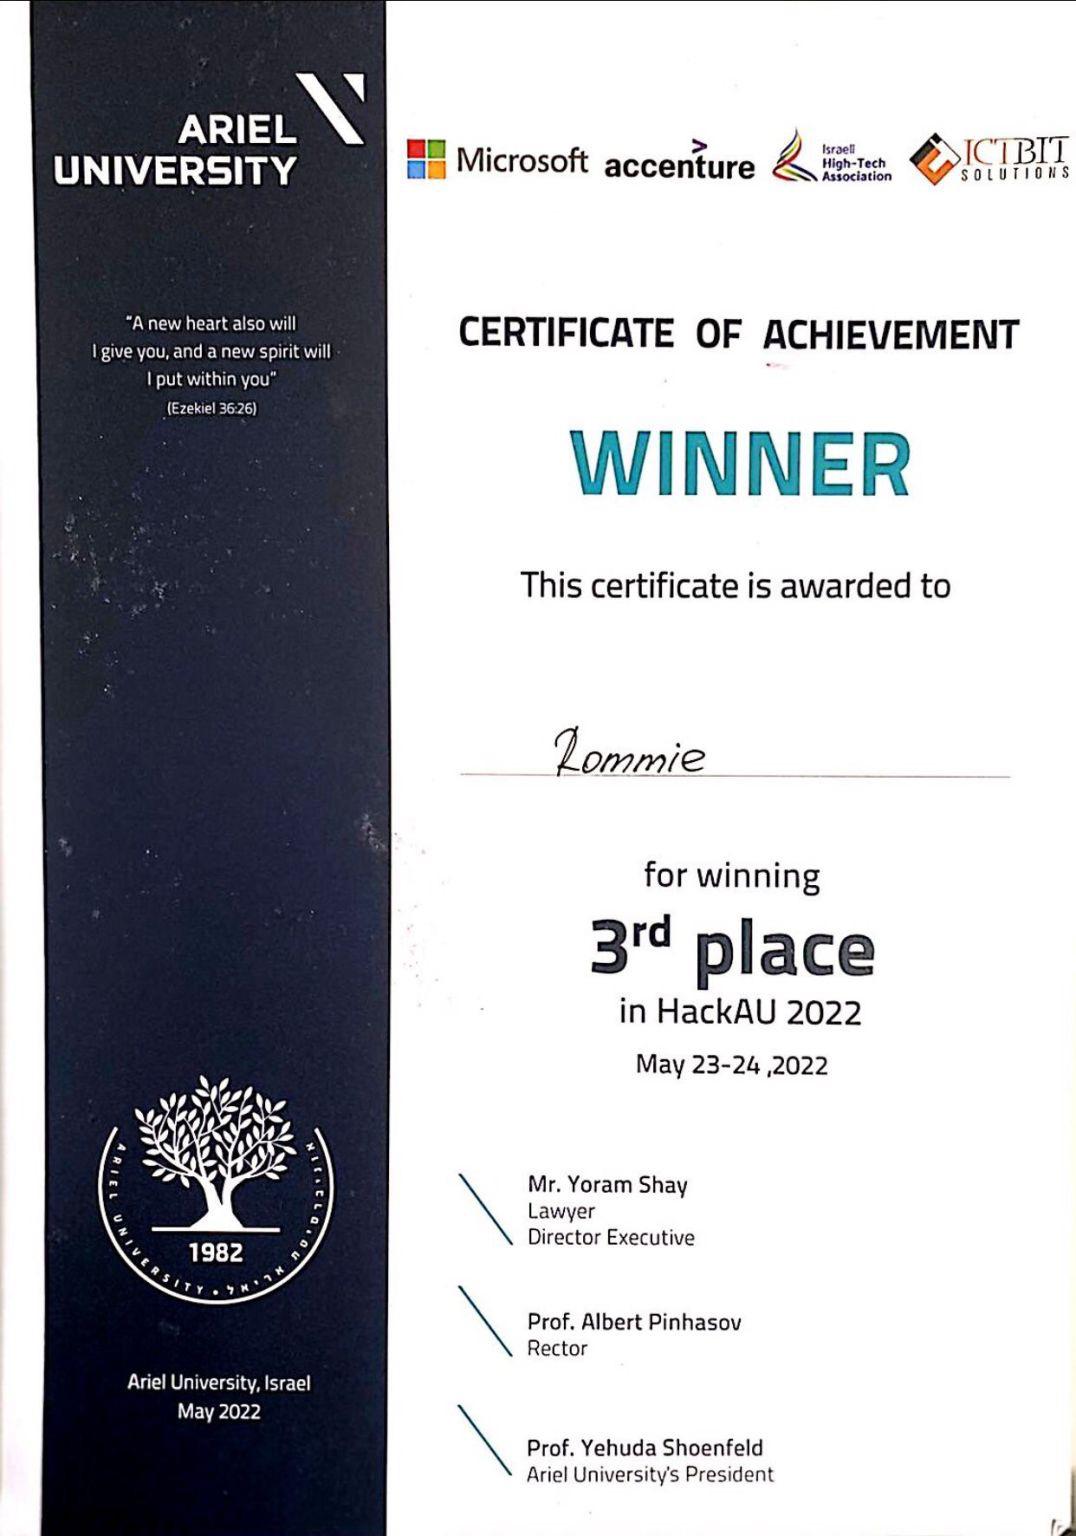 ARIEL
UNIVERSITY
"A new heart also will
I give you, and a new spirit will
I put within you"
(Ezekiel 36:26)
1982
ARIEL UNIVERSITY • אוניברסיטת אריאל
Ariel University, Israel
May 2022
Microsoft
accenture
Israeli
High-Tech
Association
ICTBIT
SOLUTIONS
CERTIFICATE OF ACHIEVEMENT
WINNER
This certificate is awarded to
Rommie
for winning
3rd place
in HackAU 2022
May 23-24 ,2022
Mr. Yoram Shay
Lawyer
Director Executive
Prof. Albert Pinhasov
Rector
Prof. Yehuda Shoenfeld
Ariel University's President